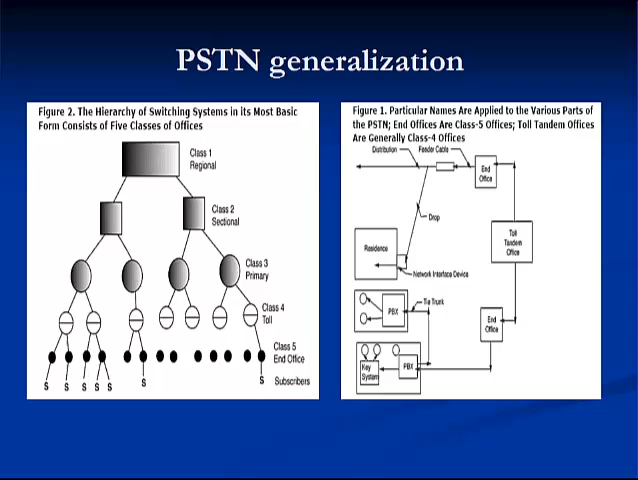 PSTN generalization
Figure 2. The Hierarchy of Switching Systems in its Most Basic
Form Consists of Five Classes of Offices
Class 1
Regional
Class 2
Sectional
Class 3
Primary
Class 4
Toll
Class 5
End Office
S S S S S S S Subscribers
Figure 1. Particular Names Are Applied to the Various Parts of
the PSTN; End Offices Are Class-5 Offices; Toll Tandem Offices
Are Generally Class-4 Offices
Distribution Feeder Cable
End
Office
Drop
Toll
Tandem
Office
Residence
Network Interface Device
Tie Trunk
PBX
End
Office
Key
System
PBX